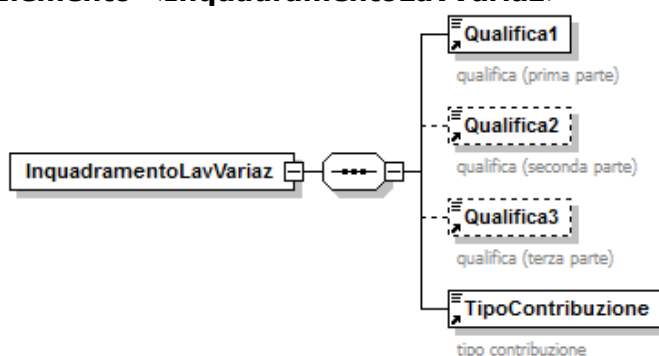 Elemento <InquadramentoLavVariaz>
Qualifica1
qualifica (prima parte)
Qualifica2
qualifica (seconda parte)
InquadramentoLavVariaz
Qualifica3
qualifica (terza parte)
TipoContribuzione
tipo contribuzione